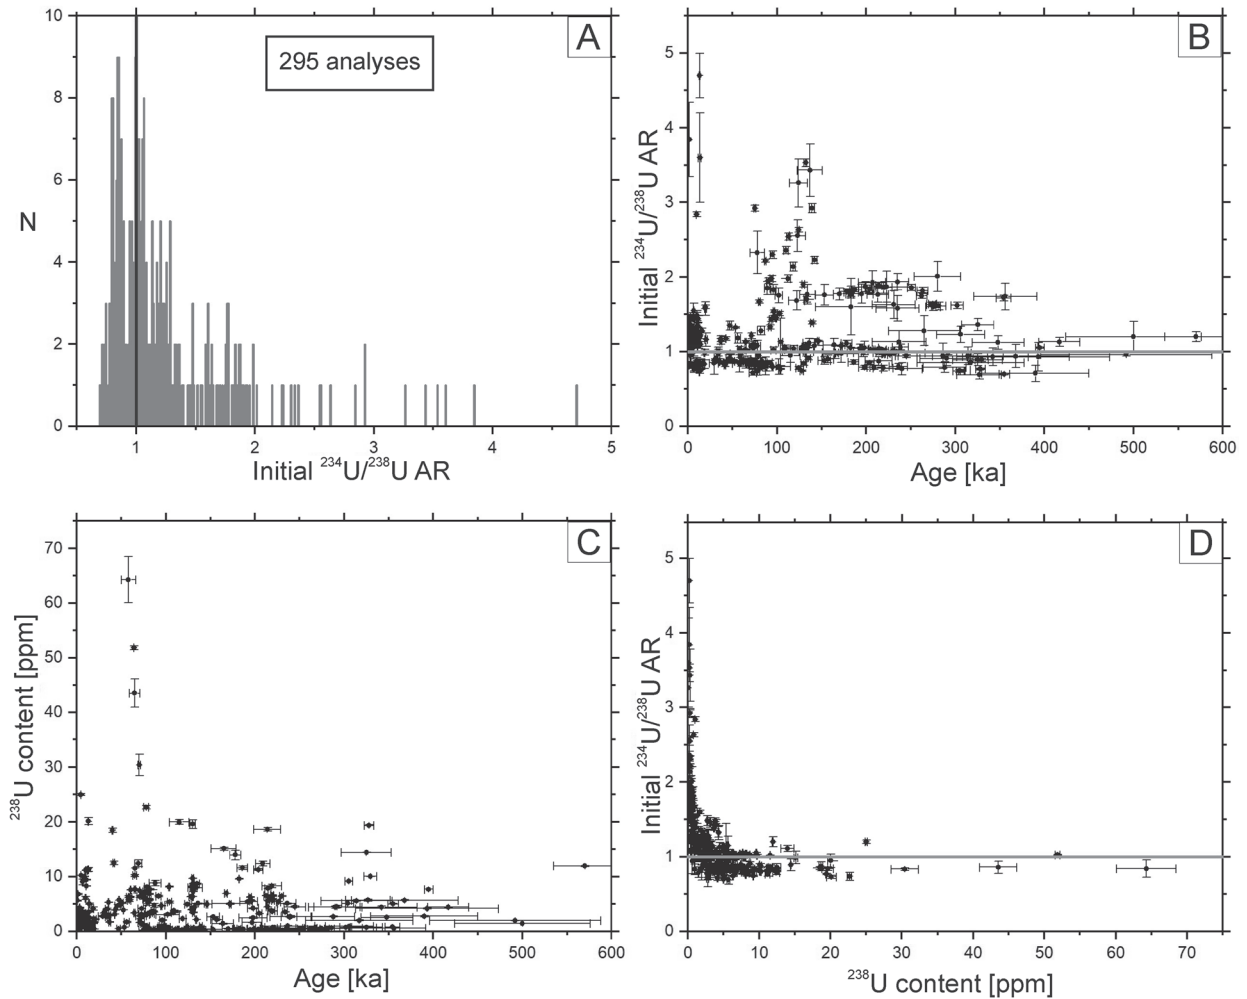 A
295 analyses
10
8
6
4
2
0
N
1 2 3 4 5
Initial ²³⁴U/²³⁸U AR
B
5
4
3
2
1
0
Initial ²³⁴U/²³⁸U AR
0 100 200 300 400 500 600
Age [ka]
C
70
60
50
40
30
20
10
0
²³⁸U content [ppm]
0 100 200 300 400 500 600
Age [ka]
D
5
4
3
2
1
0
Initial ²³⁴U/²³⁸U AR
0 10 20 30 40 50 60 70
²³⁸U content [ppm]